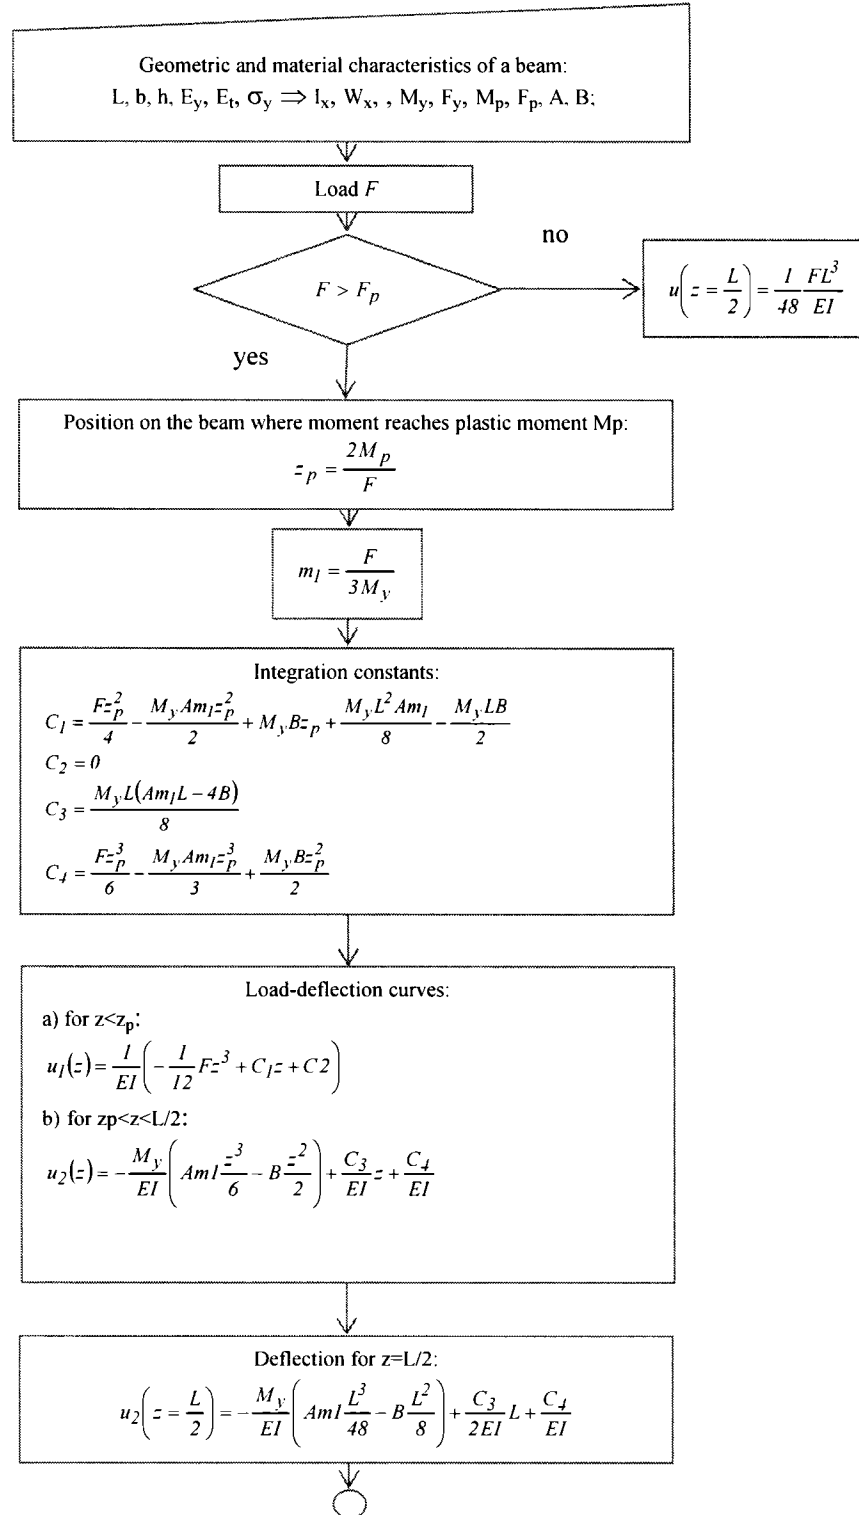 Geometric and material characteristics of a beam:
L, b, h, E_y, E_t, σ_y ⇒ I_x, W_x, , M_y, F_y, M_p, F_p, A, B;
Load F
no
F > F_p
u(z = L/2) = 1/48 FL^3/EI
yes
Position on the beam where moment reaches plastic moment Mp:
z_p = 2M_p/F
m_1 = F/3M_y
Integration constants:
C_1 = Fz_p^2/4 − M_yAm_1z_p^2/2 + M_yBz_p + M_yL^2Am_1/8 − M_yLB/2
C_2 = 0
C_3 = M_yL(Am_1L − 4B)/8
C_4 = Fz_p^3/6 − M_yAm_1z_p^3/3 + M_yBz_p^2/2
Load-deflection curves:
a) for z<z_p:
u_1(z) = 1/EI(−1/12 Fz^3 + C_1z + C2)
b) for zp<z<L/2:
u_2(z) = −M_y/EI(Am1 z^3/6 − B z^2/2) + C_3/EI z + C_4/EI
Deflection for z=L/2:
u_2(z = L/2) = −M_y/EI(Am1 L^3/48 − B L^2/8) + C_3/2EI L + C_4/EI